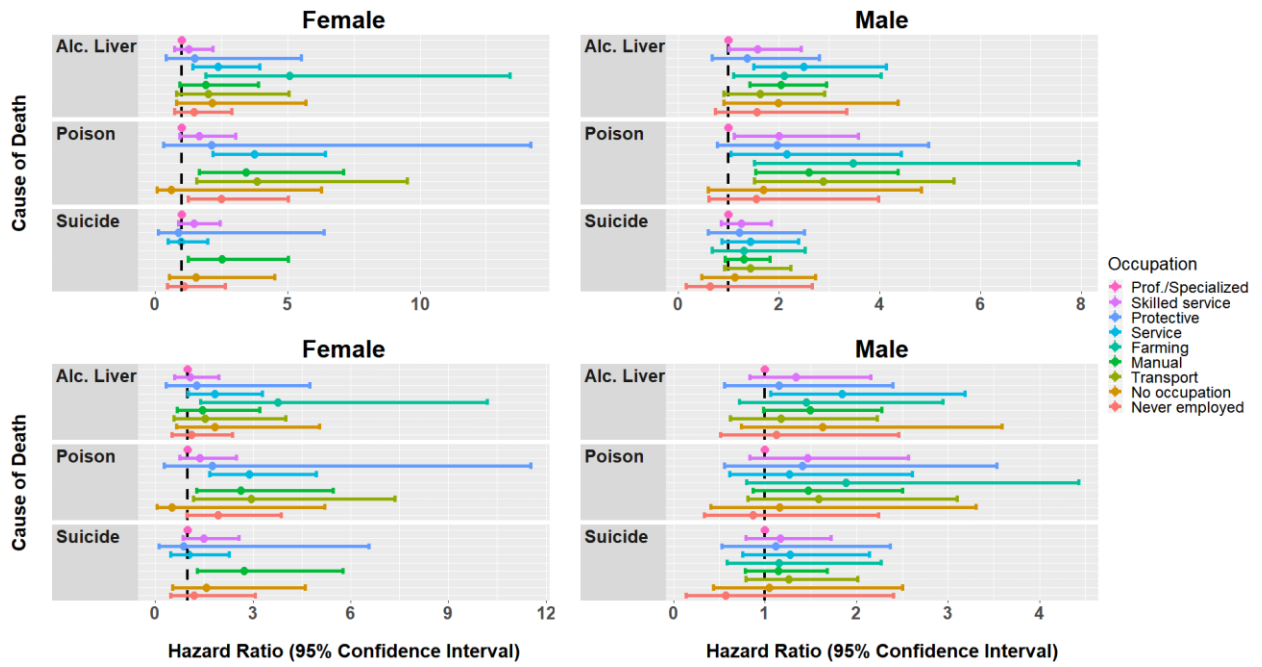 Female
Male
Cause of Death
Alc. Liver
Poison
Suicide
0
5
10
Alc. Liver
Poison
Suicide
0
2
4
6
8
Occupation
Prof./Specialized
Skilled service
Protective
Service
Farming
Manual
Transport
No occupation
Never employed
Female
Male
Cause of Death
Alc. Liver
Poison
Suicide
0
3
6
9
12
Hazard Ratio (95% Confidence Interval)
Alc. Liver
Poison
Suicide
0
1
2
3
4
Hazard Ratio (95% Confidence Interval)